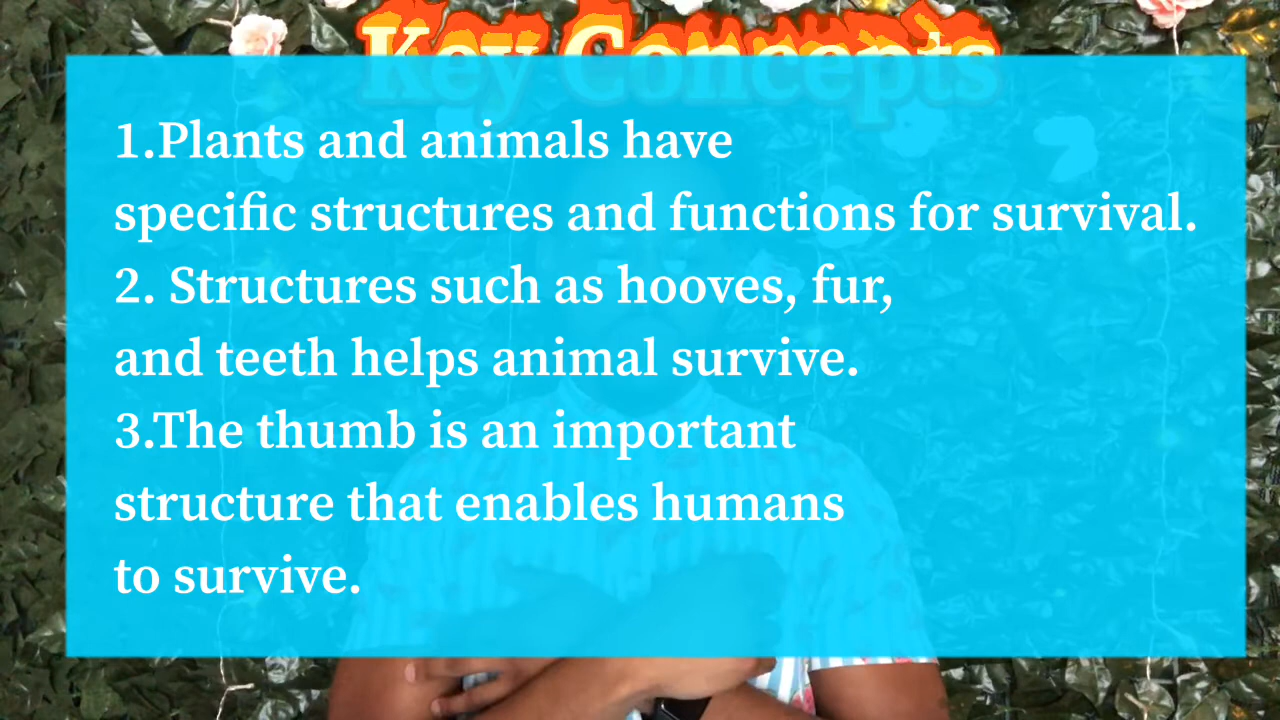 Key Concepts
1.Plants and animals have
specific structures and functions for survival.
2. Structures such as hooves, fur,
and teeth helps animal survive.
3.The thumb is an important
structure that enables humans
to survive.